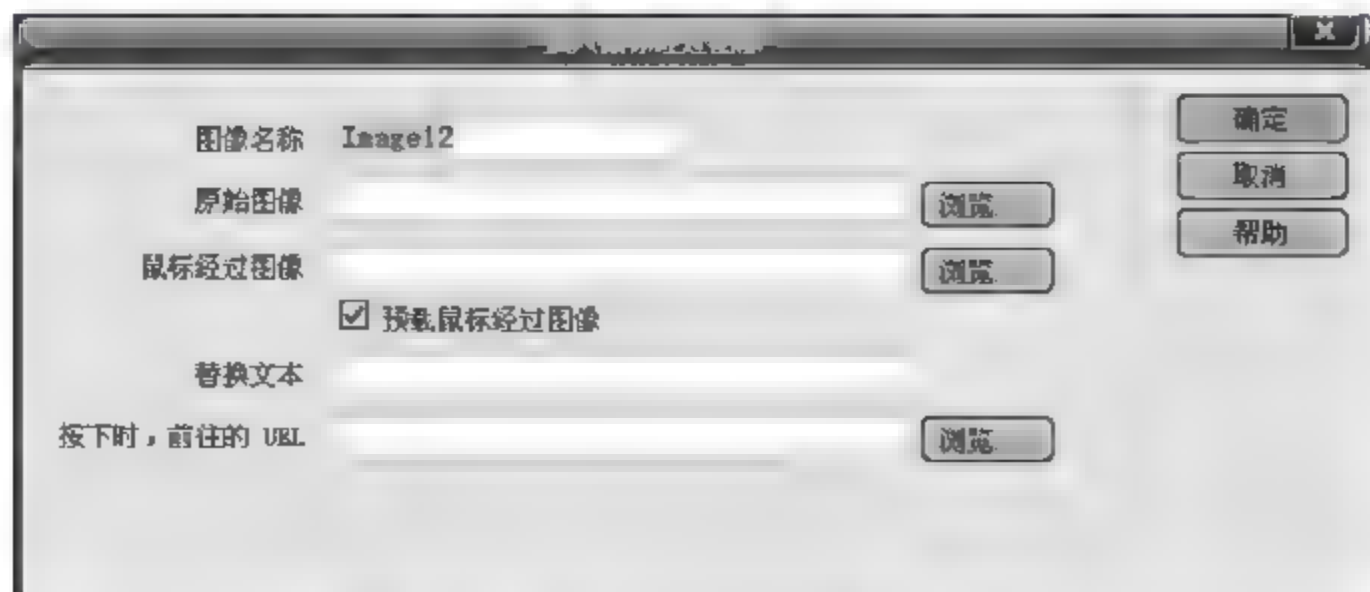 图像名称 Image12
确定
原始图像 浏览
取消
鼠标经过图像 浏览
帮助
预载鼠标经过图像
替换文本
按下时，前往的 URL 浏览